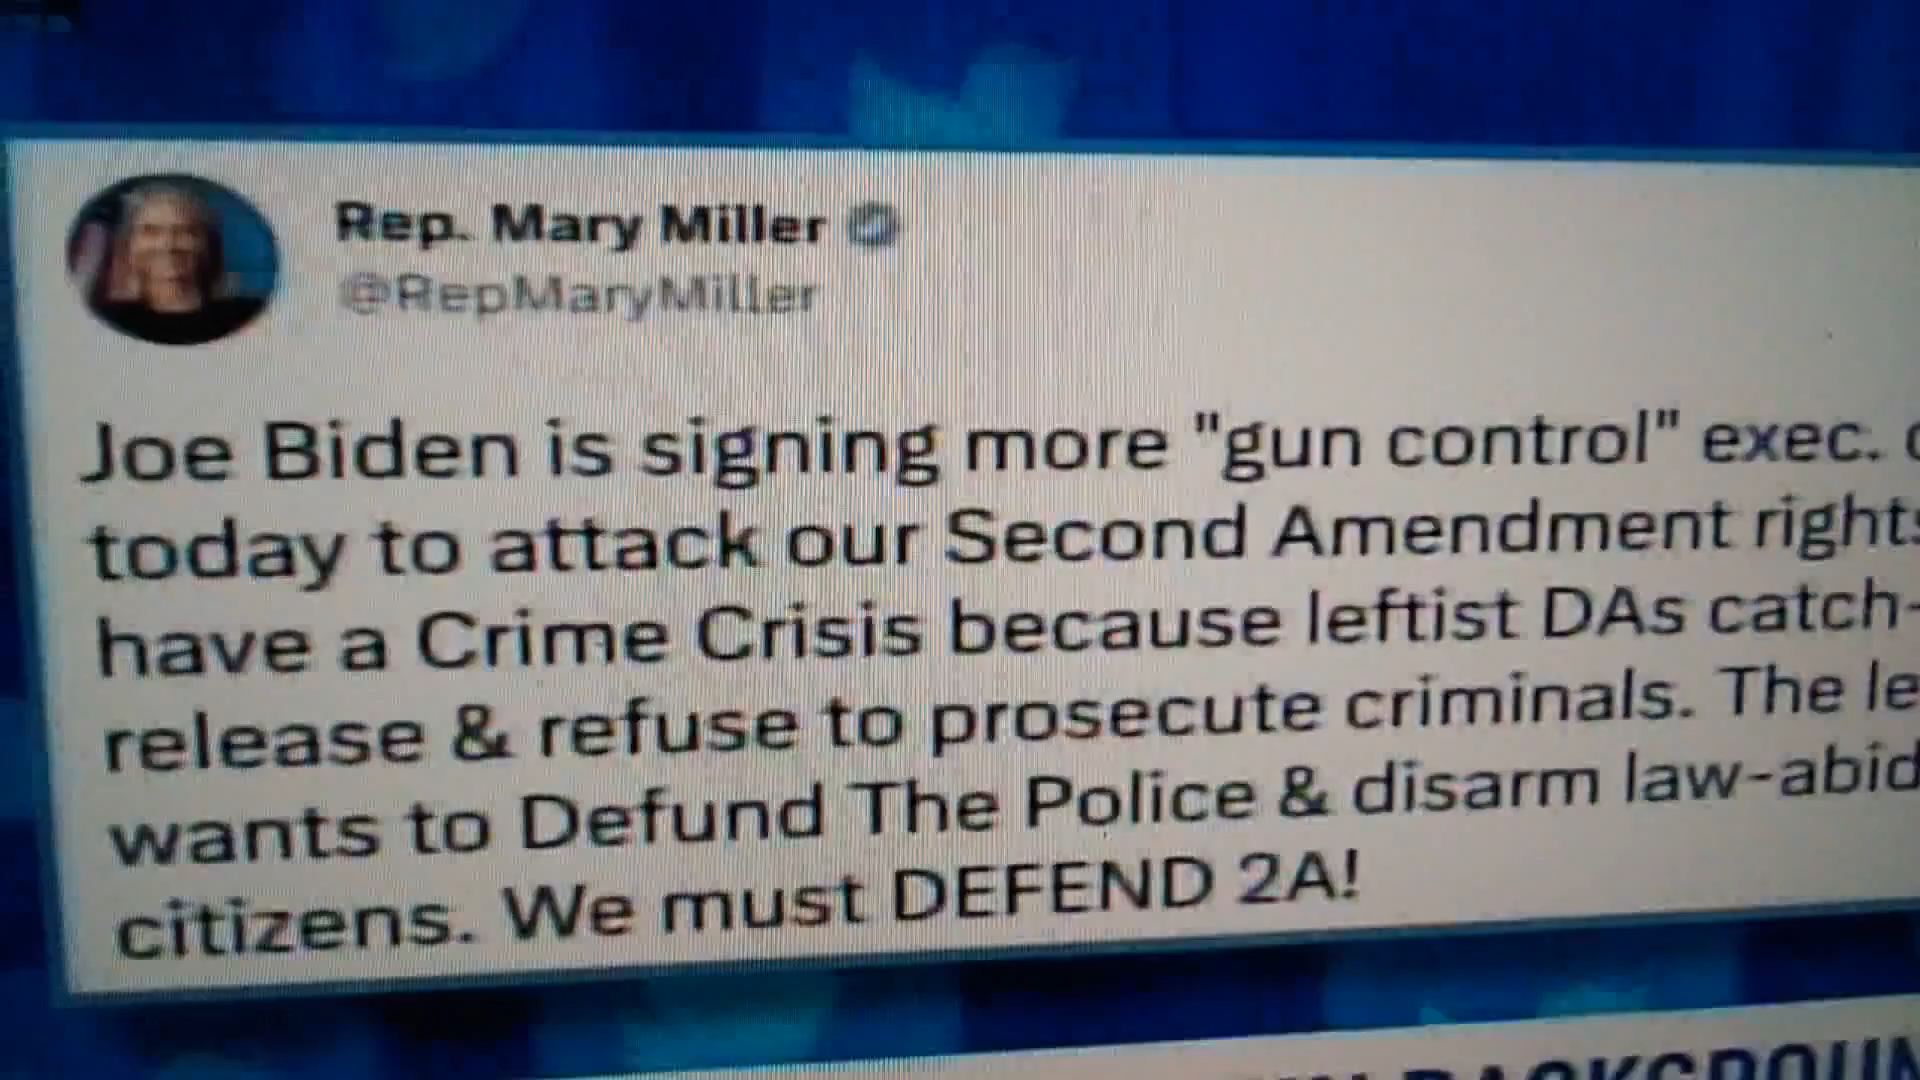 Rep. Mary Miller
@RepMaryMiller
Joe Biden is signing more "gun control" exec.
today to attack our Second Amendment rights
have a Crime Crisis because leftist DAs catch-
release & refuse to prosecute criminals. The le
wants to Defund The Police & disarm law-abid
citizens. We must DEFEND 2A!